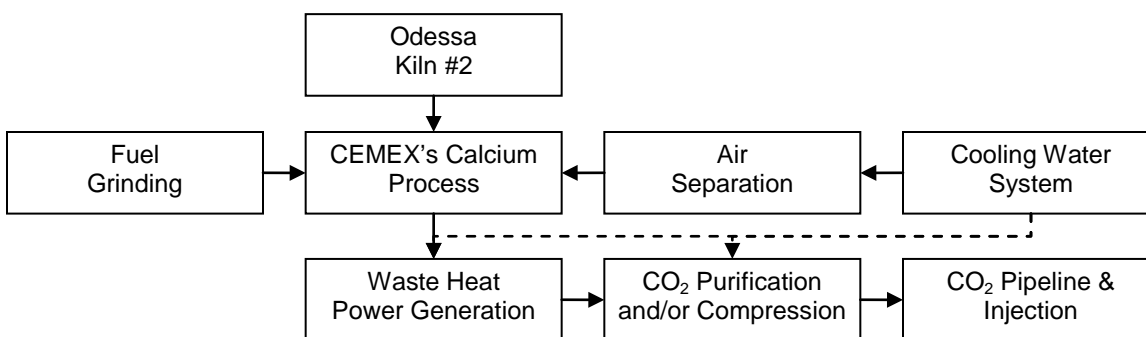 Odessa
Kiln #2
Fuel
Grinding
CEMEX's Calcium
Process
Air
Separation
Cooling Water
System
Waste Heat
Power Generation
CO₂ Purification
and/or Compression
CO₂ Pipeline &
Injection